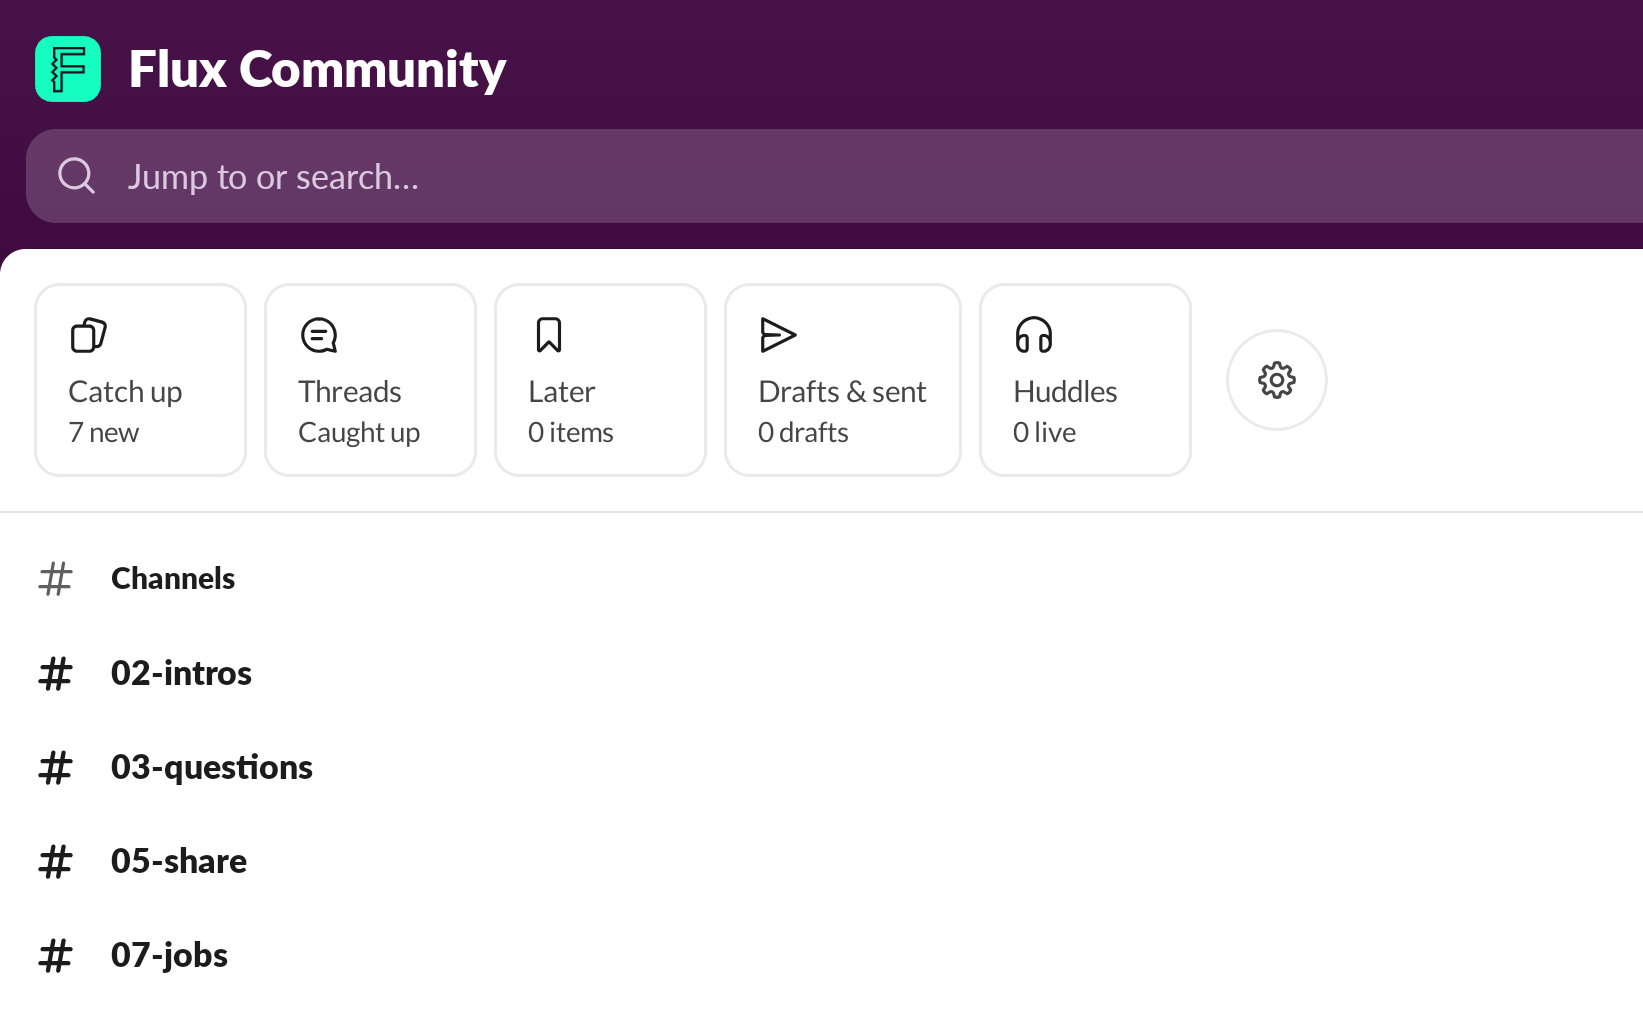 F
Flux Community
Jump to or search...
Catch up
7 new
Threads
Caught up
Later
0 items
Drafts & sent
0 drafts
Huddles
0 live
# Channels
# 02-intros
# 03-questions
# 05-share
# 07-jobs